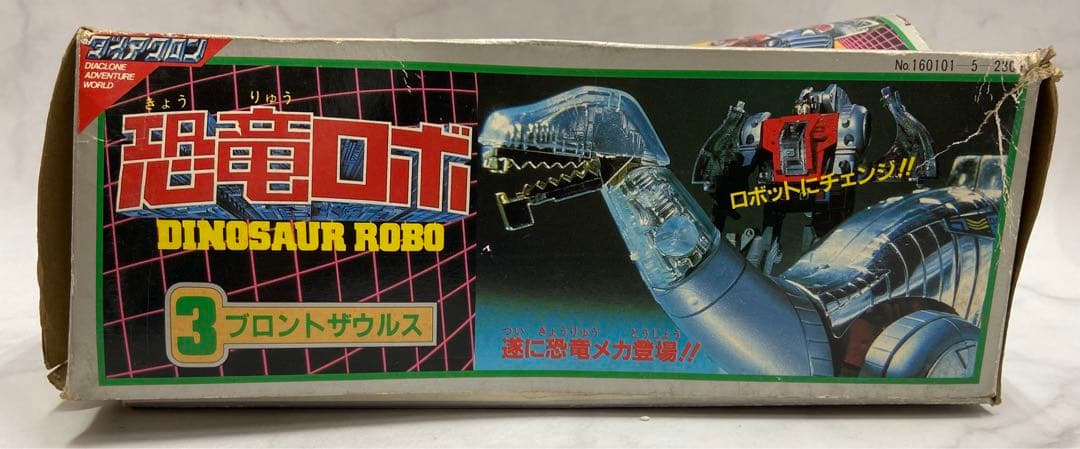 ダイアクロン
DIACLONE
ADVENTURE
WORLD
きょう りゅう
恐竜ロボ
DINOSAUR ROBO
3 ブロントザウルス
No.160101-5-230
ロボットにチェンジ!!
つい きょうりゅう とうじょう
遂に恐竜メカ登場!!